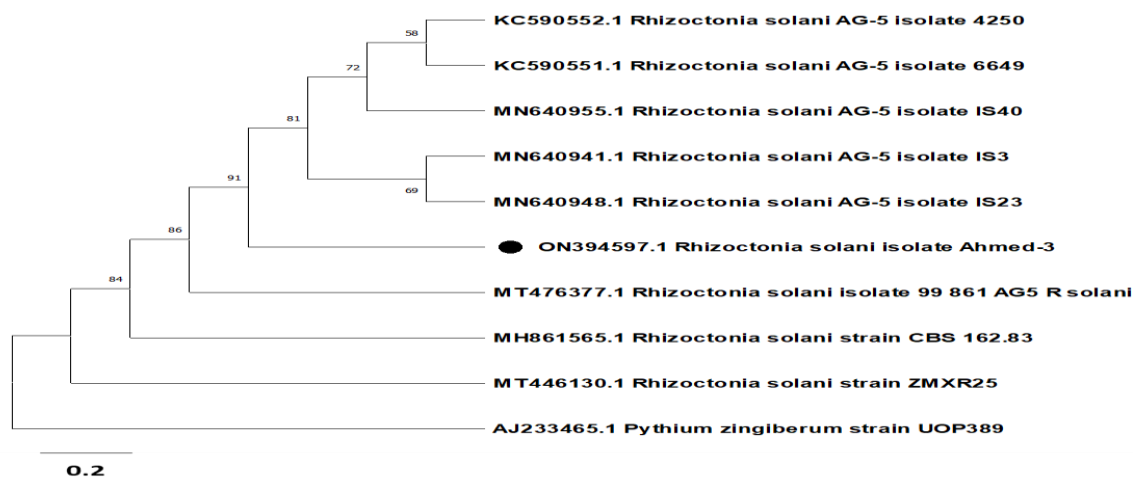 KC590552.1 Rhizoctonia solani AG-5 isolate 4250
58
KC590551.1 Rhizoctonia solani AG-5 isolate 6649
72
MN640955.1 Rhizoctonia solani AG-5 isolate IS40
81
MN640941.1 Rhizoctonia solani AG-5 isolate IS3
69
MN640948.1 Rhizoctonia solani AG-5 isolate IS23
91
ON394597.1 Rhizoctonia solani isolate Ahmed-3
86
MT476377.1 Rhizoctonia solani isolate 99 861 AG5 R solani
84
MH861565.1 Rhizoctonia solani strain CBS 162.83
MT446130.1 Rhizoctonia solani strain ZMXR25
AJ233465.1 Pythium zingiberum strain UOP389
0.2